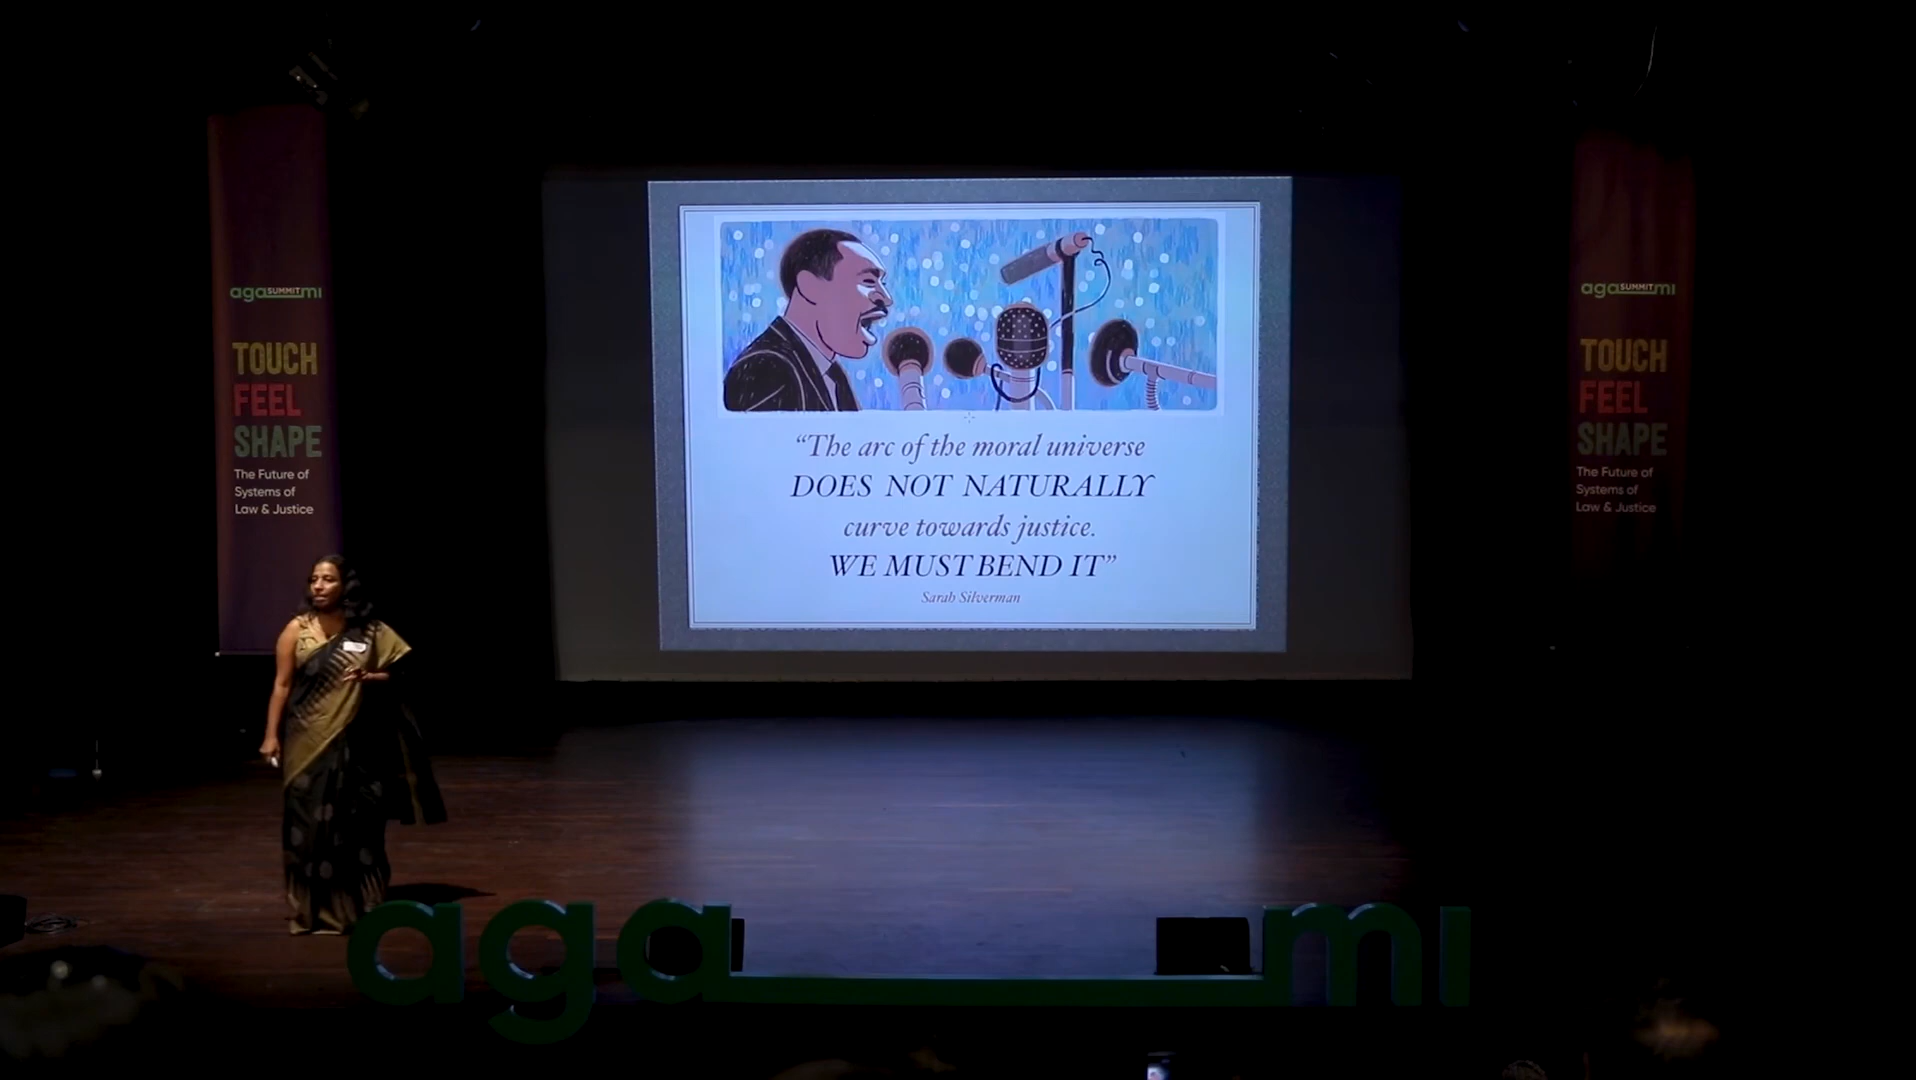 agaSUMMITmi
TOUCH
FEEL
SHAPE
The Future of
Systems of
Law & Justice
“The arc of the moral universe
DOES NOT NATURALLY
curve towards justice.
WE MUST BEND IT”
Sarah Silverman
agaSUMMITmi
TOUCH
FEEL
SHAPE
The Future of
Systems of
Law & Justice
aga mi